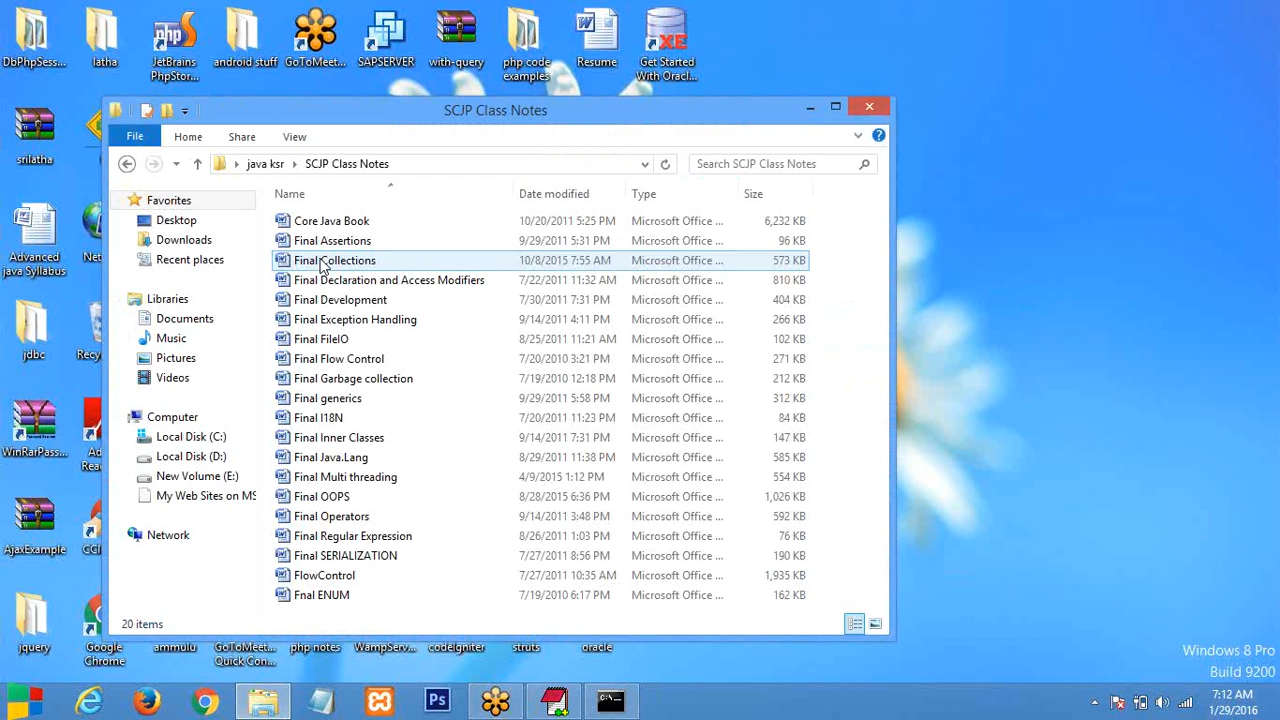 DbPhpSess...
latha
JetBrains
PhpStor...
android stuff
GoToMeet...
SAPSERVER
with-query
php code
examples
Resume
Get Started
With Oracl...
XE
srilatha
Advanced
java Syllabus
jdbc
WinRarPass...
AjaxExample
jquery
Google
Chrome
ammulu
GoToMeet...
Quick Con...
php notes
WampServ...
codeIgniter
struts
oracle
SCJP Class Notes
File
Home
Share
View
java ksr
SCJP Class Notes
Search SCJP Class Notes
Favorites
Desktop
Downloads
Recent places
Libraries
Documents
Music
Pictures
Videos
Computer
Local Disk (C:)
Local Disk (D:)
New Volume (E:)
My Web Sites on MS
Network
Name Date modified Type Size
Core Java Book 10/20/2011 5:25 PM Microsoft Office ... 6,232 KB
Final Assertions 9/29/2011 5:31 PM Microsoft Office ... 96 KB
Final Collections 10/8/2015 7:55 AM Microsoft Office ... 573 KB
Final Declaration and Access Modifiers 7/22/2011 11:32 AM Microsoft Office ... 810 KB
Final Development 7/30/2011 7:31 PM Microsoft Office ... 404 KB
Final Exception Handling 9/14/2011 4:11 PM Microsoft Office ... 266 KB
Final FileIO 8/25/2011 11:21 AM Microsoft Office ... 102 KB
Final Flow Control 7/20/2010 3:21 PM Microsoft Office ... 271 KB
Final Garbage collection 7/19/2010 12:18 PM Microsoft Office ... 212 KB
Final generics 9/29/2011 5:58 PM Microsoft Office ... 312 KB
Final I18N 7/20/2011 11:23 PM Microsoft Office ... 84 KB
Final Inner Classes 9/14/2011 7:31 PM Microsoft Office ... 147 KB
Final Java.Lang 8/29/2011 11:38 PM Microsoft Office ... 585 KB
Final Multi threading 4/9/2015 1:12 PM Microsoft Office ... 554 KB
Final OOPS 8/28/2015 6:36 PM Microsoft Office ... 1,026 KB
Final Operators 9/14/2011 3:48 PM Microsoft Office ... 592 KB
Final Regular Expression 8/26/2011 1:03 PM Microsoft Office ... 76 KB
Final SERIALIZATION 7/27/2011 8:56 PM Microsoft Office ... 190 KB
FlowControl 7/27/2011 10:35 AM Microsoft Office ... 1,935 KB
Fnal ENUM 7/19/2010 6:17 PM Microsoft Office ... 162 KB
20 items
Windows 8 Pro
Build 9200
Ps
7:12 AM
1/29/2016